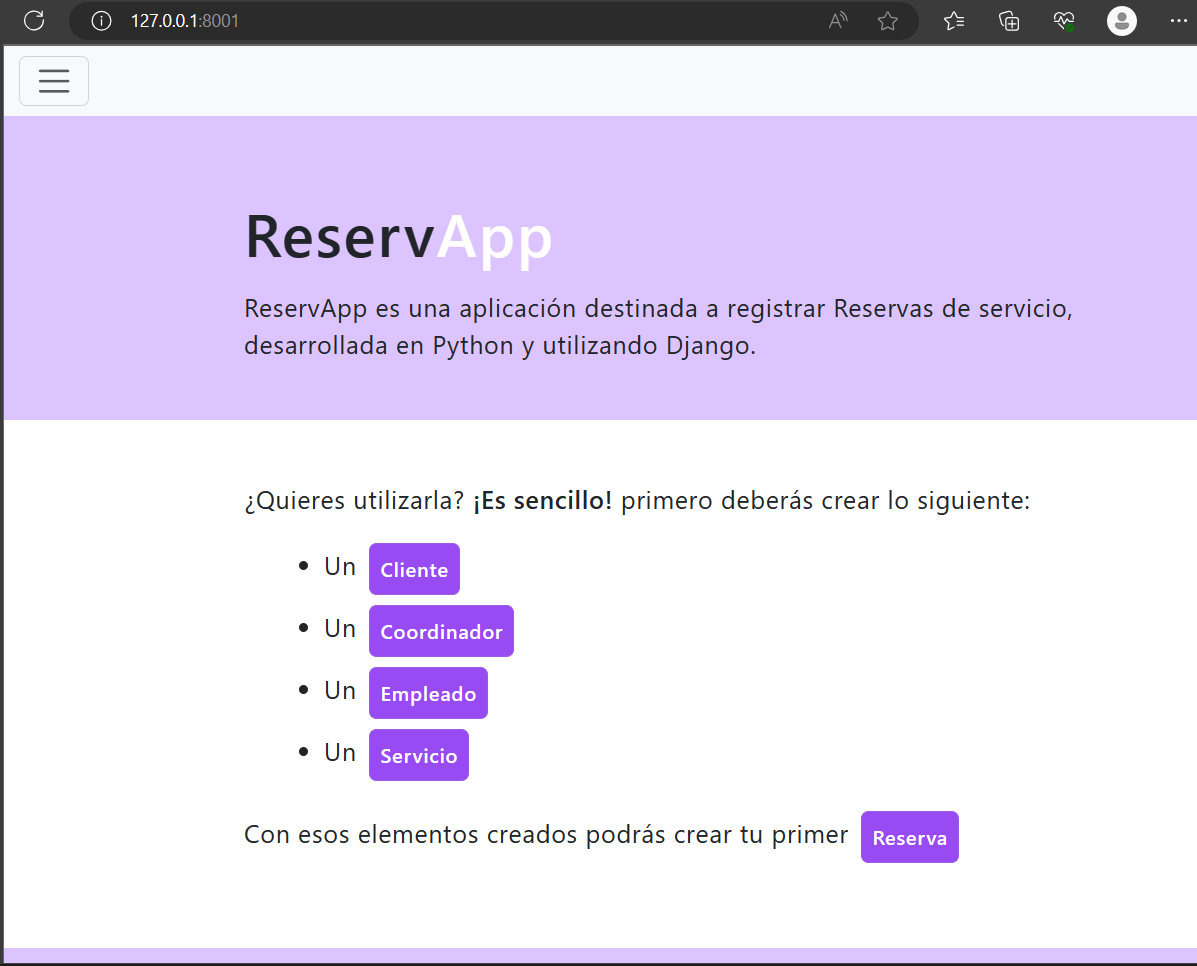 127.0.0.1:8001
ReservApp
ReservApp es una aplicación destinada a registrar Reservas de servicio,
desarrollada en Python y utilizando Django.
¿Quieres utilizarla? ¡Es sencillo! primero deberás crear lo siguiente:
• Un Cliente
• Un Coordinador
• Un Empleado
• Un Servicio
Con esos elementos creados podrás crear tu primer Reserva